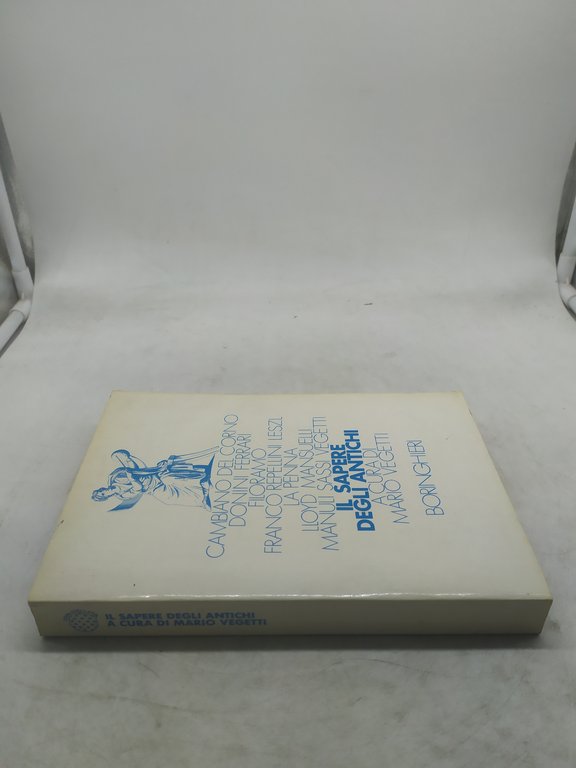 CAMBIANO DEL CORNO
DONINI FERRARI
FILORAMO
FRANCO REPELLINI LESZL
LA PENNA
LLOYD MANSUELLI
MANULI SASSI VEGETTI
IL SAPERE
DEGLI ANTICHI
A CURA DI
MARIO VEGETTI
BORINGHIERI
IL SAPERE DEGLI ANTICHI
A CURA DI MARIO VEGETTI